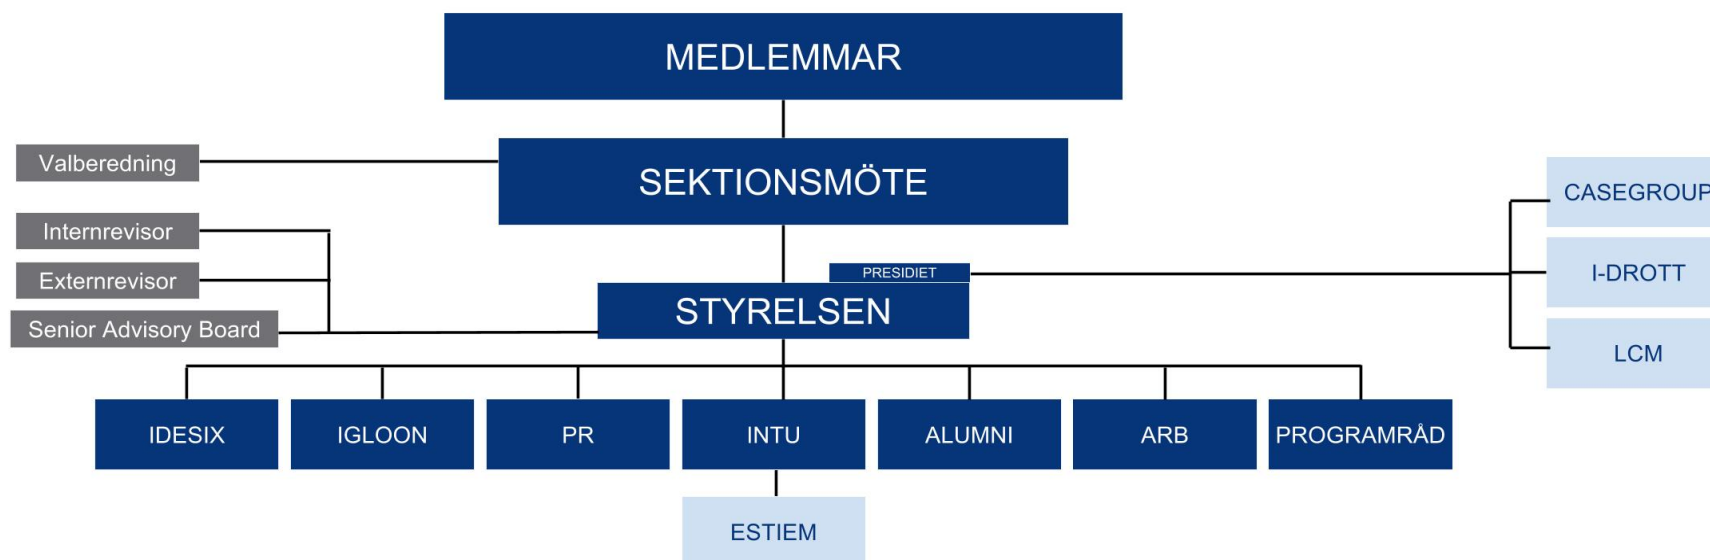 MEDLEMMAR
Valberedning
SEKTIONSMÖTE
CASEGROUP
Internrevisor
Externrevisor
PRESIDIET
I-DROTT
Senior Advisory Board
STYRELSEN
LCM
IDESIX
IGLOON
PR
INTU
ALUMNI
ARB
PROGRAMRÅD
ESTIEM